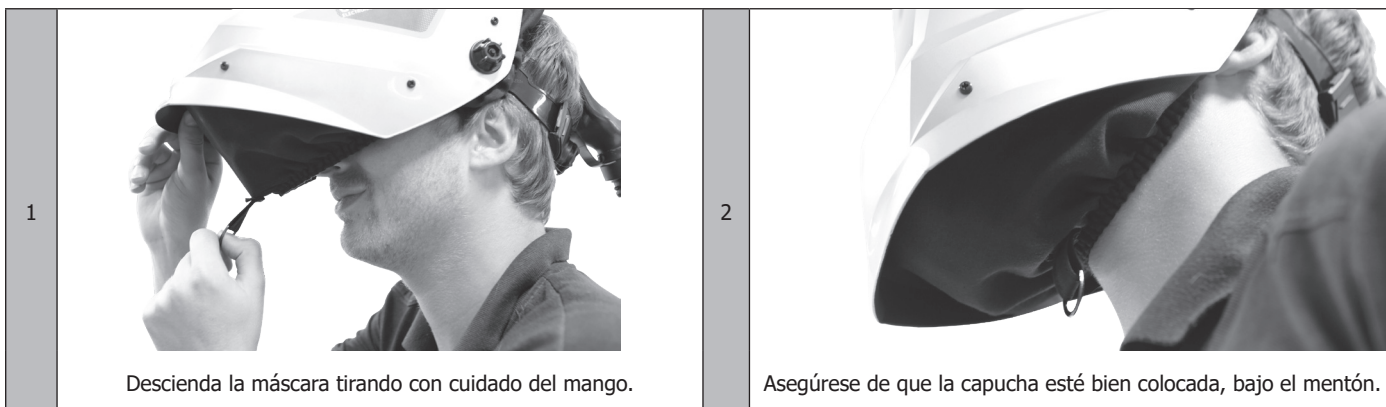 1
Descienda la máscara tirando con cuidado del mango.
2
Asegúrese de que la capucha esté bien colocada, bajo el mentón.